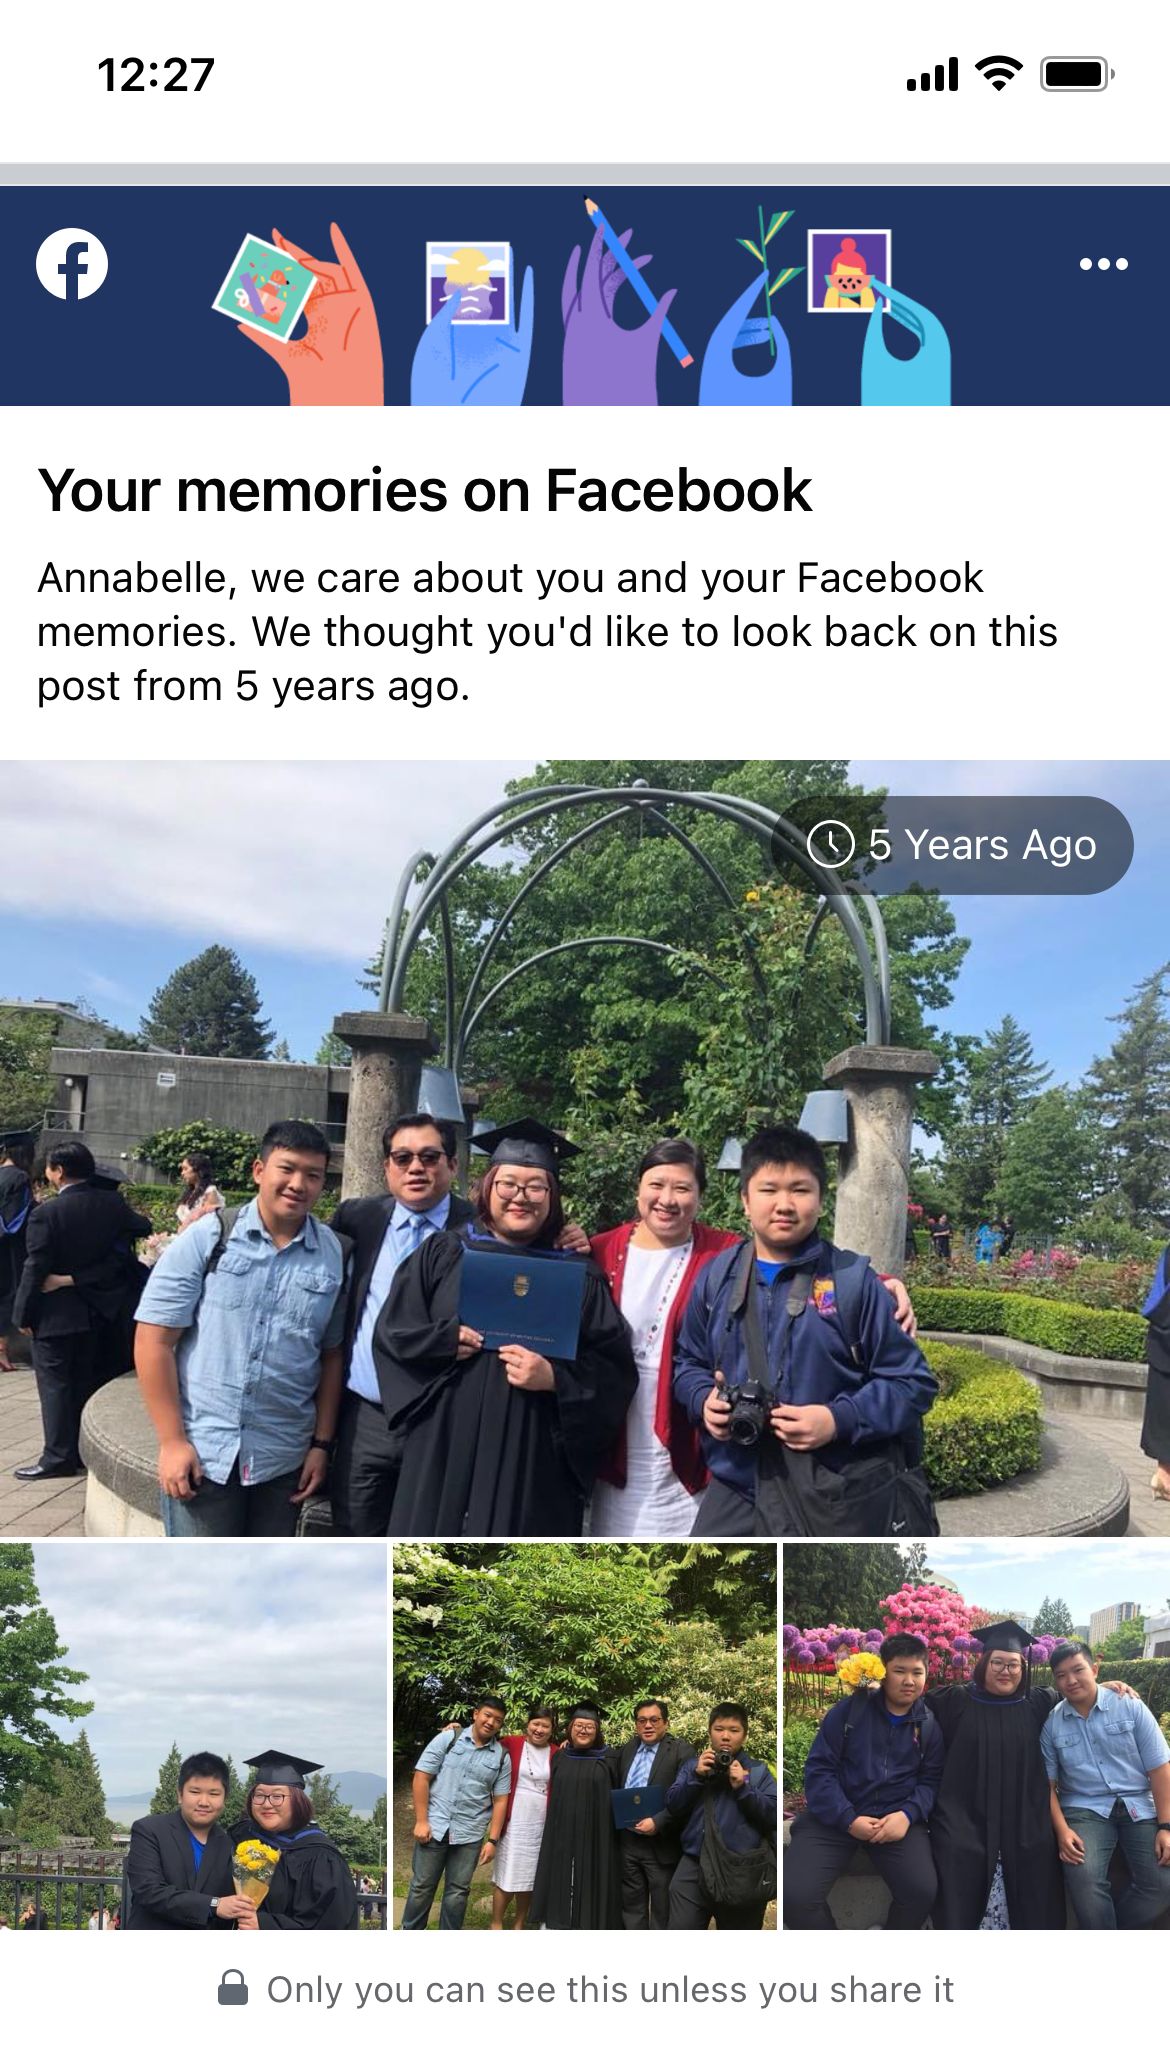 12:27
Your memories on Facebook
Annabelle, we care about you and your Facebook
memories. We thought you'd like to look back on this
post from 5 years ago.
5 Years Ago
Only you can see this unless you share it